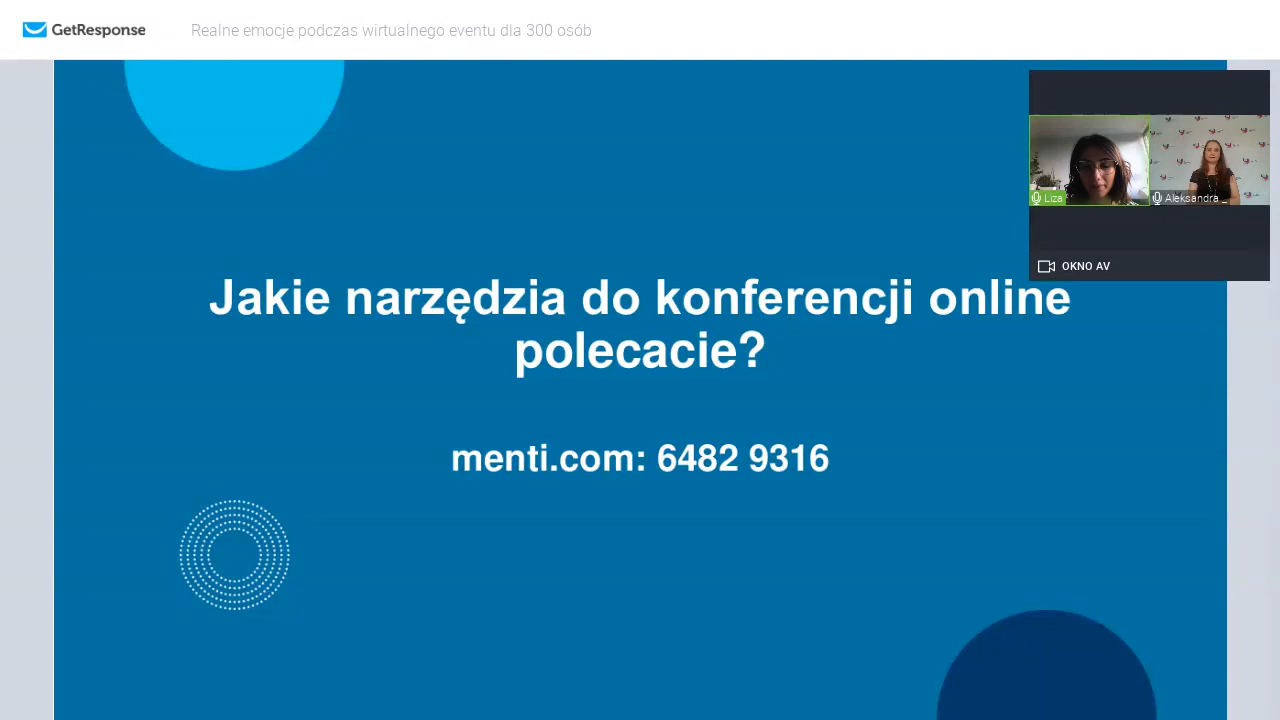 GetResponse
Realne emocje podczas wirtualnego eventu dla 300 osób
Liza
Aleksandra _
OKNO AV
Jakie narzędzia do konferencji online
polecacie?
menti.com: 6482 9316